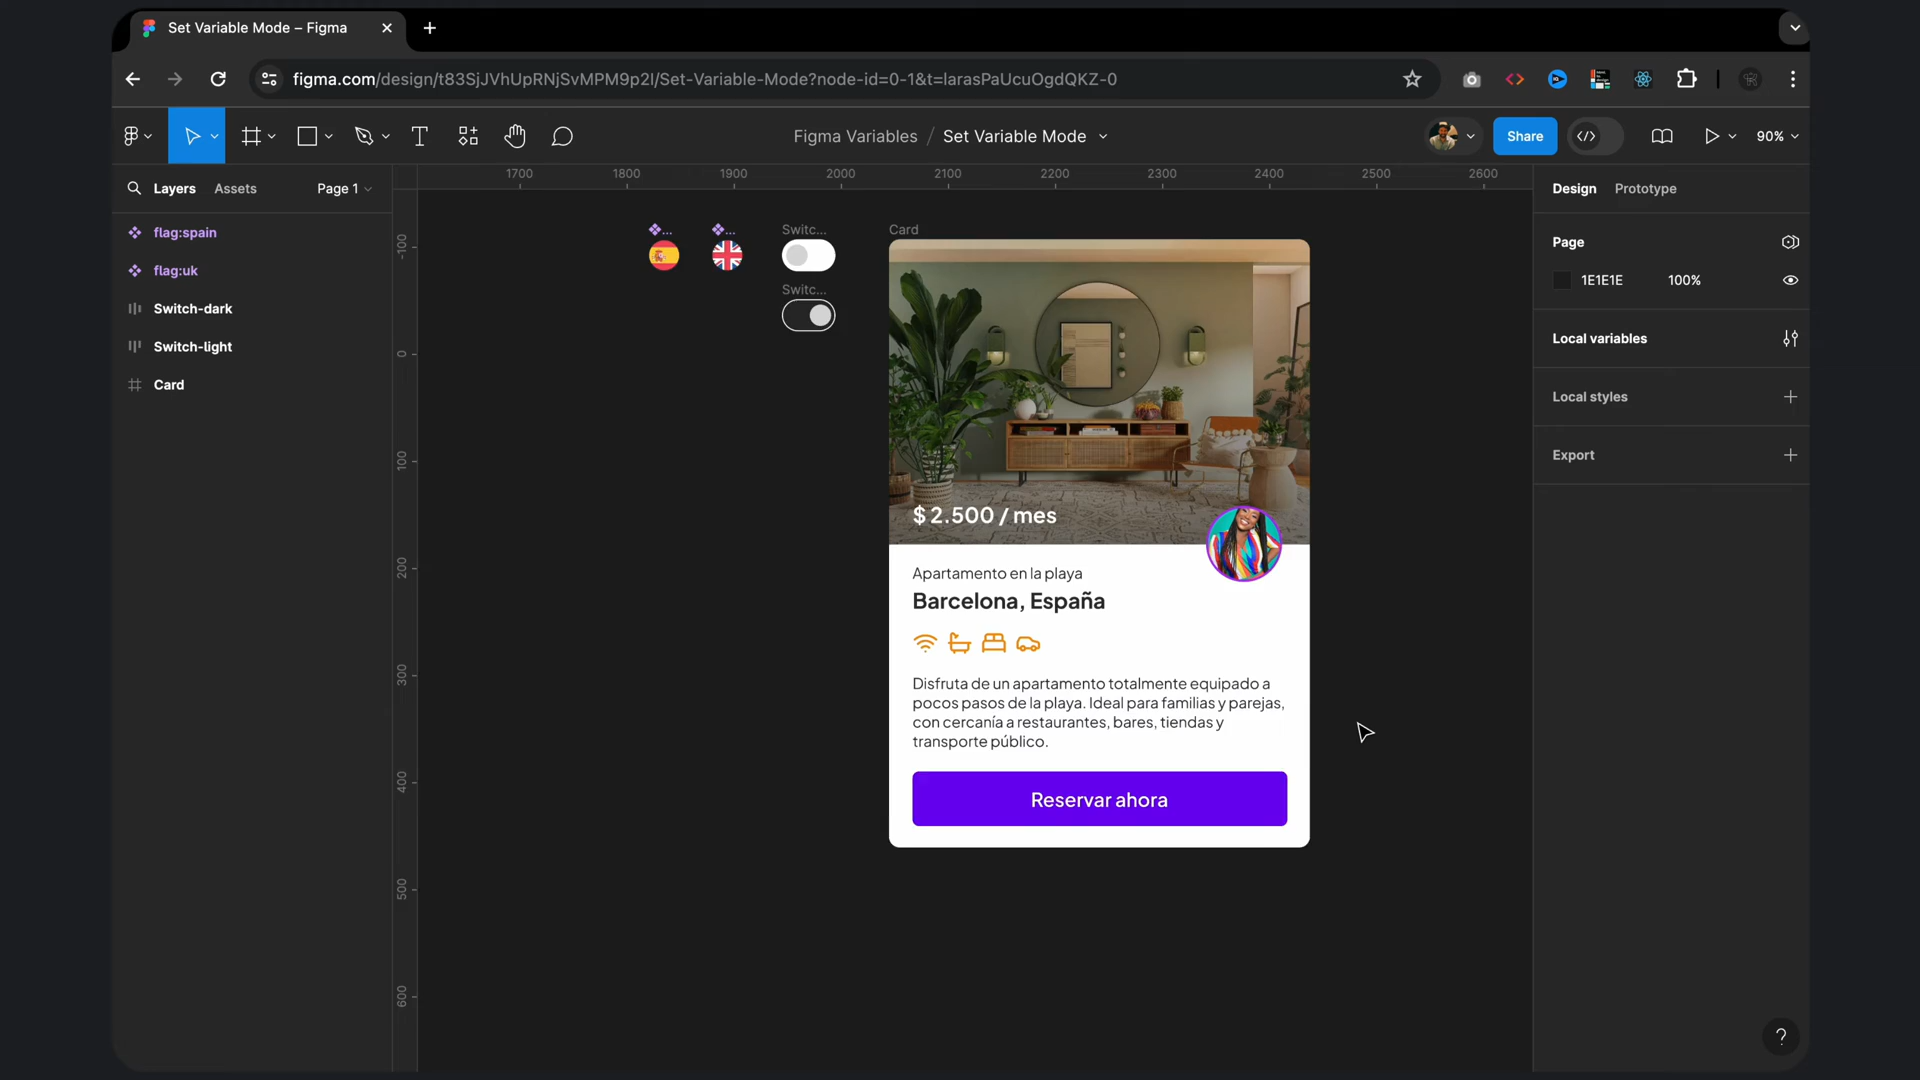 Set Variable Mode – Figma
figma.com/design/t83SjJVhUpRNjSvMPM9p2l/Set-Variable-Mode?node-id=0-1&t=larasPaUcuOgdQKZ-0
Figma Variables / Set Variable Mode
Share
90%
Layers
Assets
Page 1
1700
1800
1900
2000
2100
2200
2300
2400
2500
2600
Design
Prototype
flag:spain
flag:uk
Switch-dark
Switch-light
Card
-100
0
100
200
300
400
500
600
...
...
Switc...
Switc...
Card
$ 2.500 / mes
Apartamento en la playa
Barcelona, España
Disfruta de un apartamento totalmente equipado a
pocos pasos de la playa. Ideal para familias y parejas,
con cercanía a restaurantes, bares, tiendas y
transporte público.
Reservar ahora
Page
1E1E1E
100%
Local variables
Local styles
Export
?